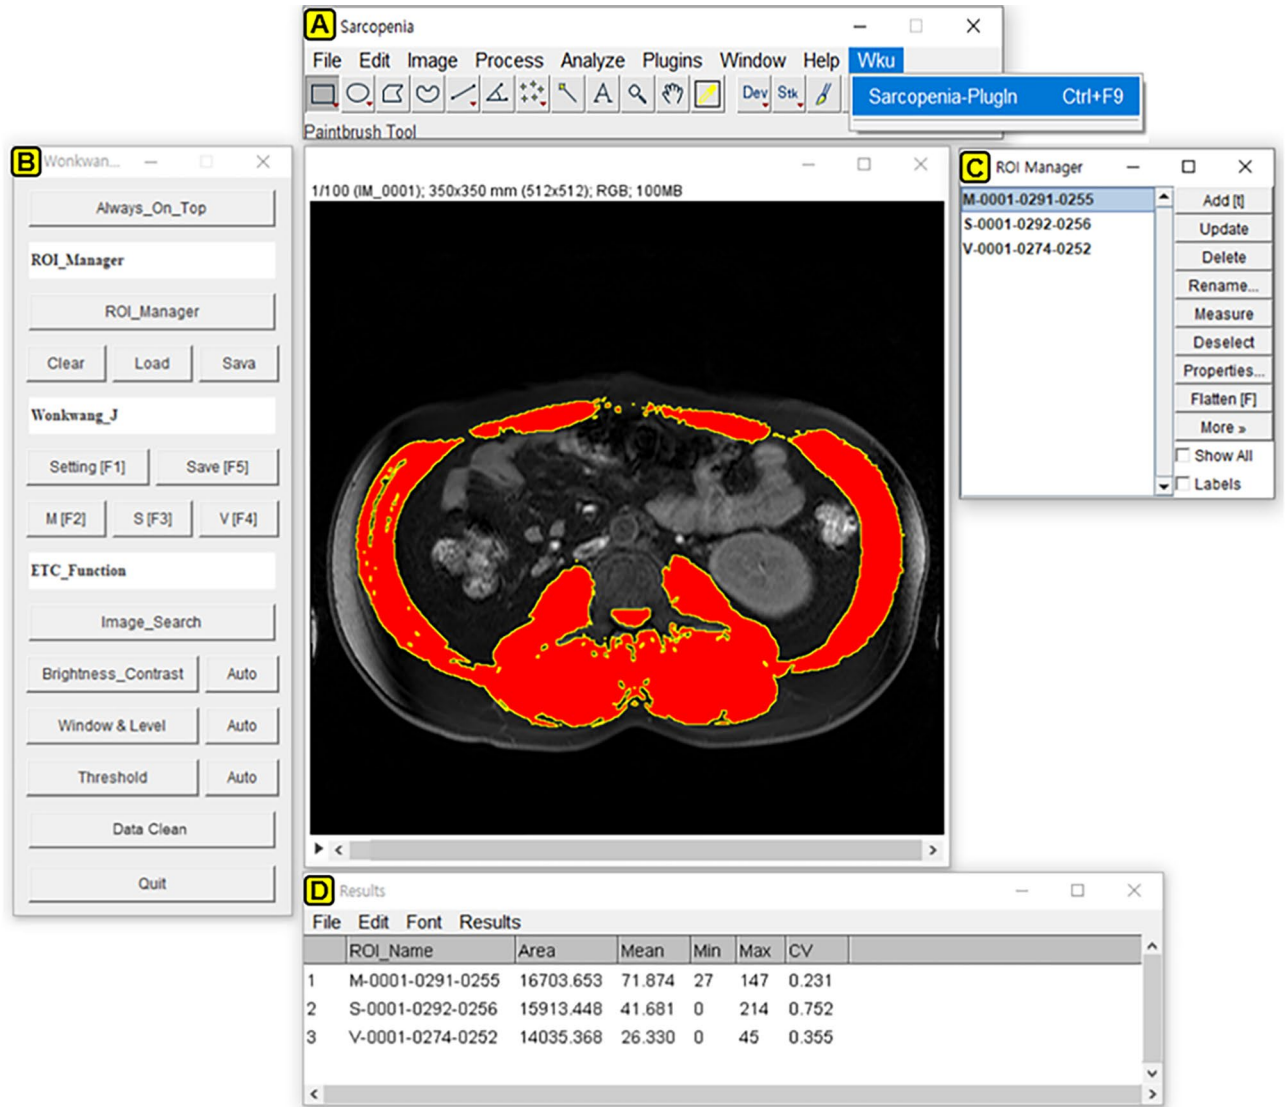 A Sarcopenia
File Edit Image Process Analyze Plugins Window Help Wku
Dev Stk
Sarcopenia-PlugIn Ctrl+F9
Paintbrush Tool
B Wonkwan...
Always_On_Top
ROI_Manager
ROI_Manager
Clear Load Sava
Wonkwang_J
Setting [F1] Save [F5]
M [F2] S [F3] V [F4]
ETC_Function
Image_Search
Brightness_Contrast Auto
Window & Level Auto
Threshold Auto
Data Clean
Quit
1/100 (IM_0001); 350x350 mm (512x512); RGB; 100MB
C ROI Manager
M-0001-0291-0255
S-0001-0292-0256
V-0001-0274-0252
Add [t]
Update
Delete
Rename...
Measure
Deselect
Properties...
Flatten [F]
More »
Show All
Labels
D Results
File Edit Font Results
ROI_Name Area Mean Min Max CV
1 M-0001-0291-0255 16703.653 71.874 27 147 0.231
2 S-0001-0292-0256 15913.448 41.681 0 214 0.752
3 V-0001-0274-0252 14035.368 26.330 0 45 0.355